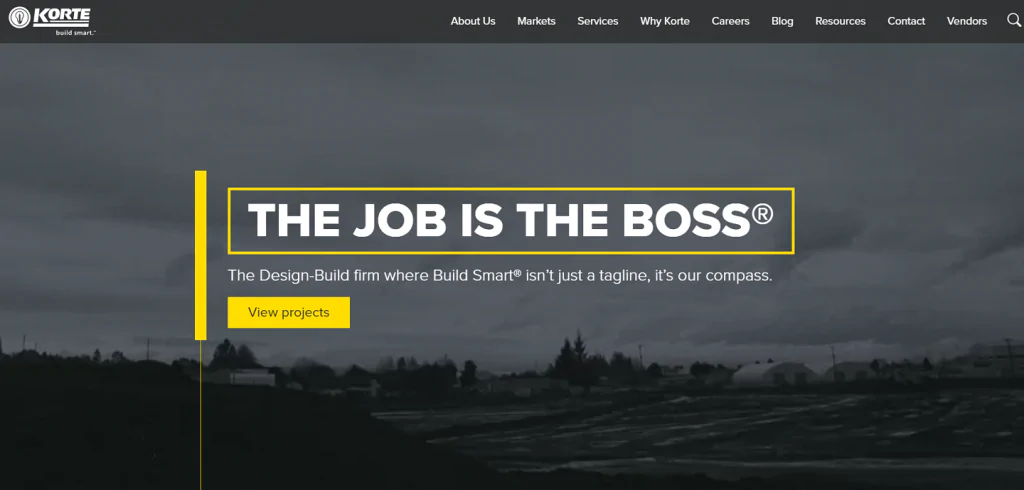 KORTE
build smart.™
About Us
Markets
Services
Why Korte
Careers
Blog
Resources
Contact
Vendors
THE JOB IS THE BOSS®
The Design-Build firm where Build Smart® isn’t just a tagline, it’s our compass.
View projects